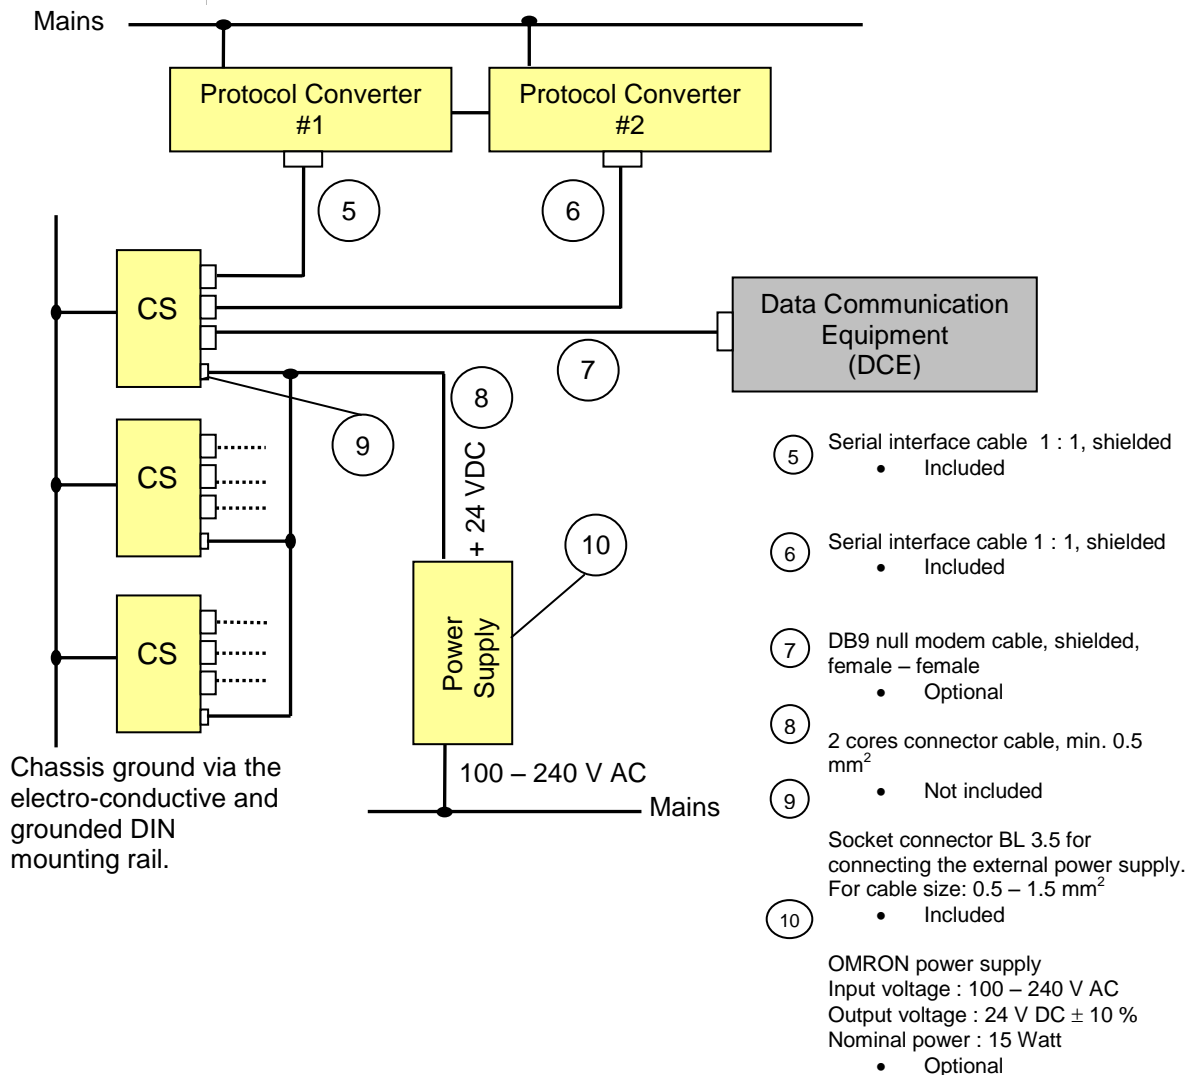 Mains
Protocol Converter
#1
Protocol Converter
#2
5
6
CS
Data Communication
Equipment
(DCE)
7
8
9
CS
+ 24 VDC
10
CS
Power
Supply
100 – 240 V AC
Mains
Chassis ground via the
electro-conductive and
grounded DIN
mounting rail.
5
Serial interface cable 1 : 1, shielded
• Included
6
Serial interface cable 1 : 1, shielded
• Included
7
DB9 null modem cable, shielded,
female – female
• Optional
8
2 cores connector cable, min. 0.5
mm²
• Not included
9
Socket connector BL 3.5 for
connecting the external power supply.
For cable size: 0.5 – 1.5 mm²
• Included
10
OMRON power supply
Input voltage : 100 – 240 V AC
Output voltage : 24 V DC ± 10 %
Nominal power : 15 Watt
• Optional